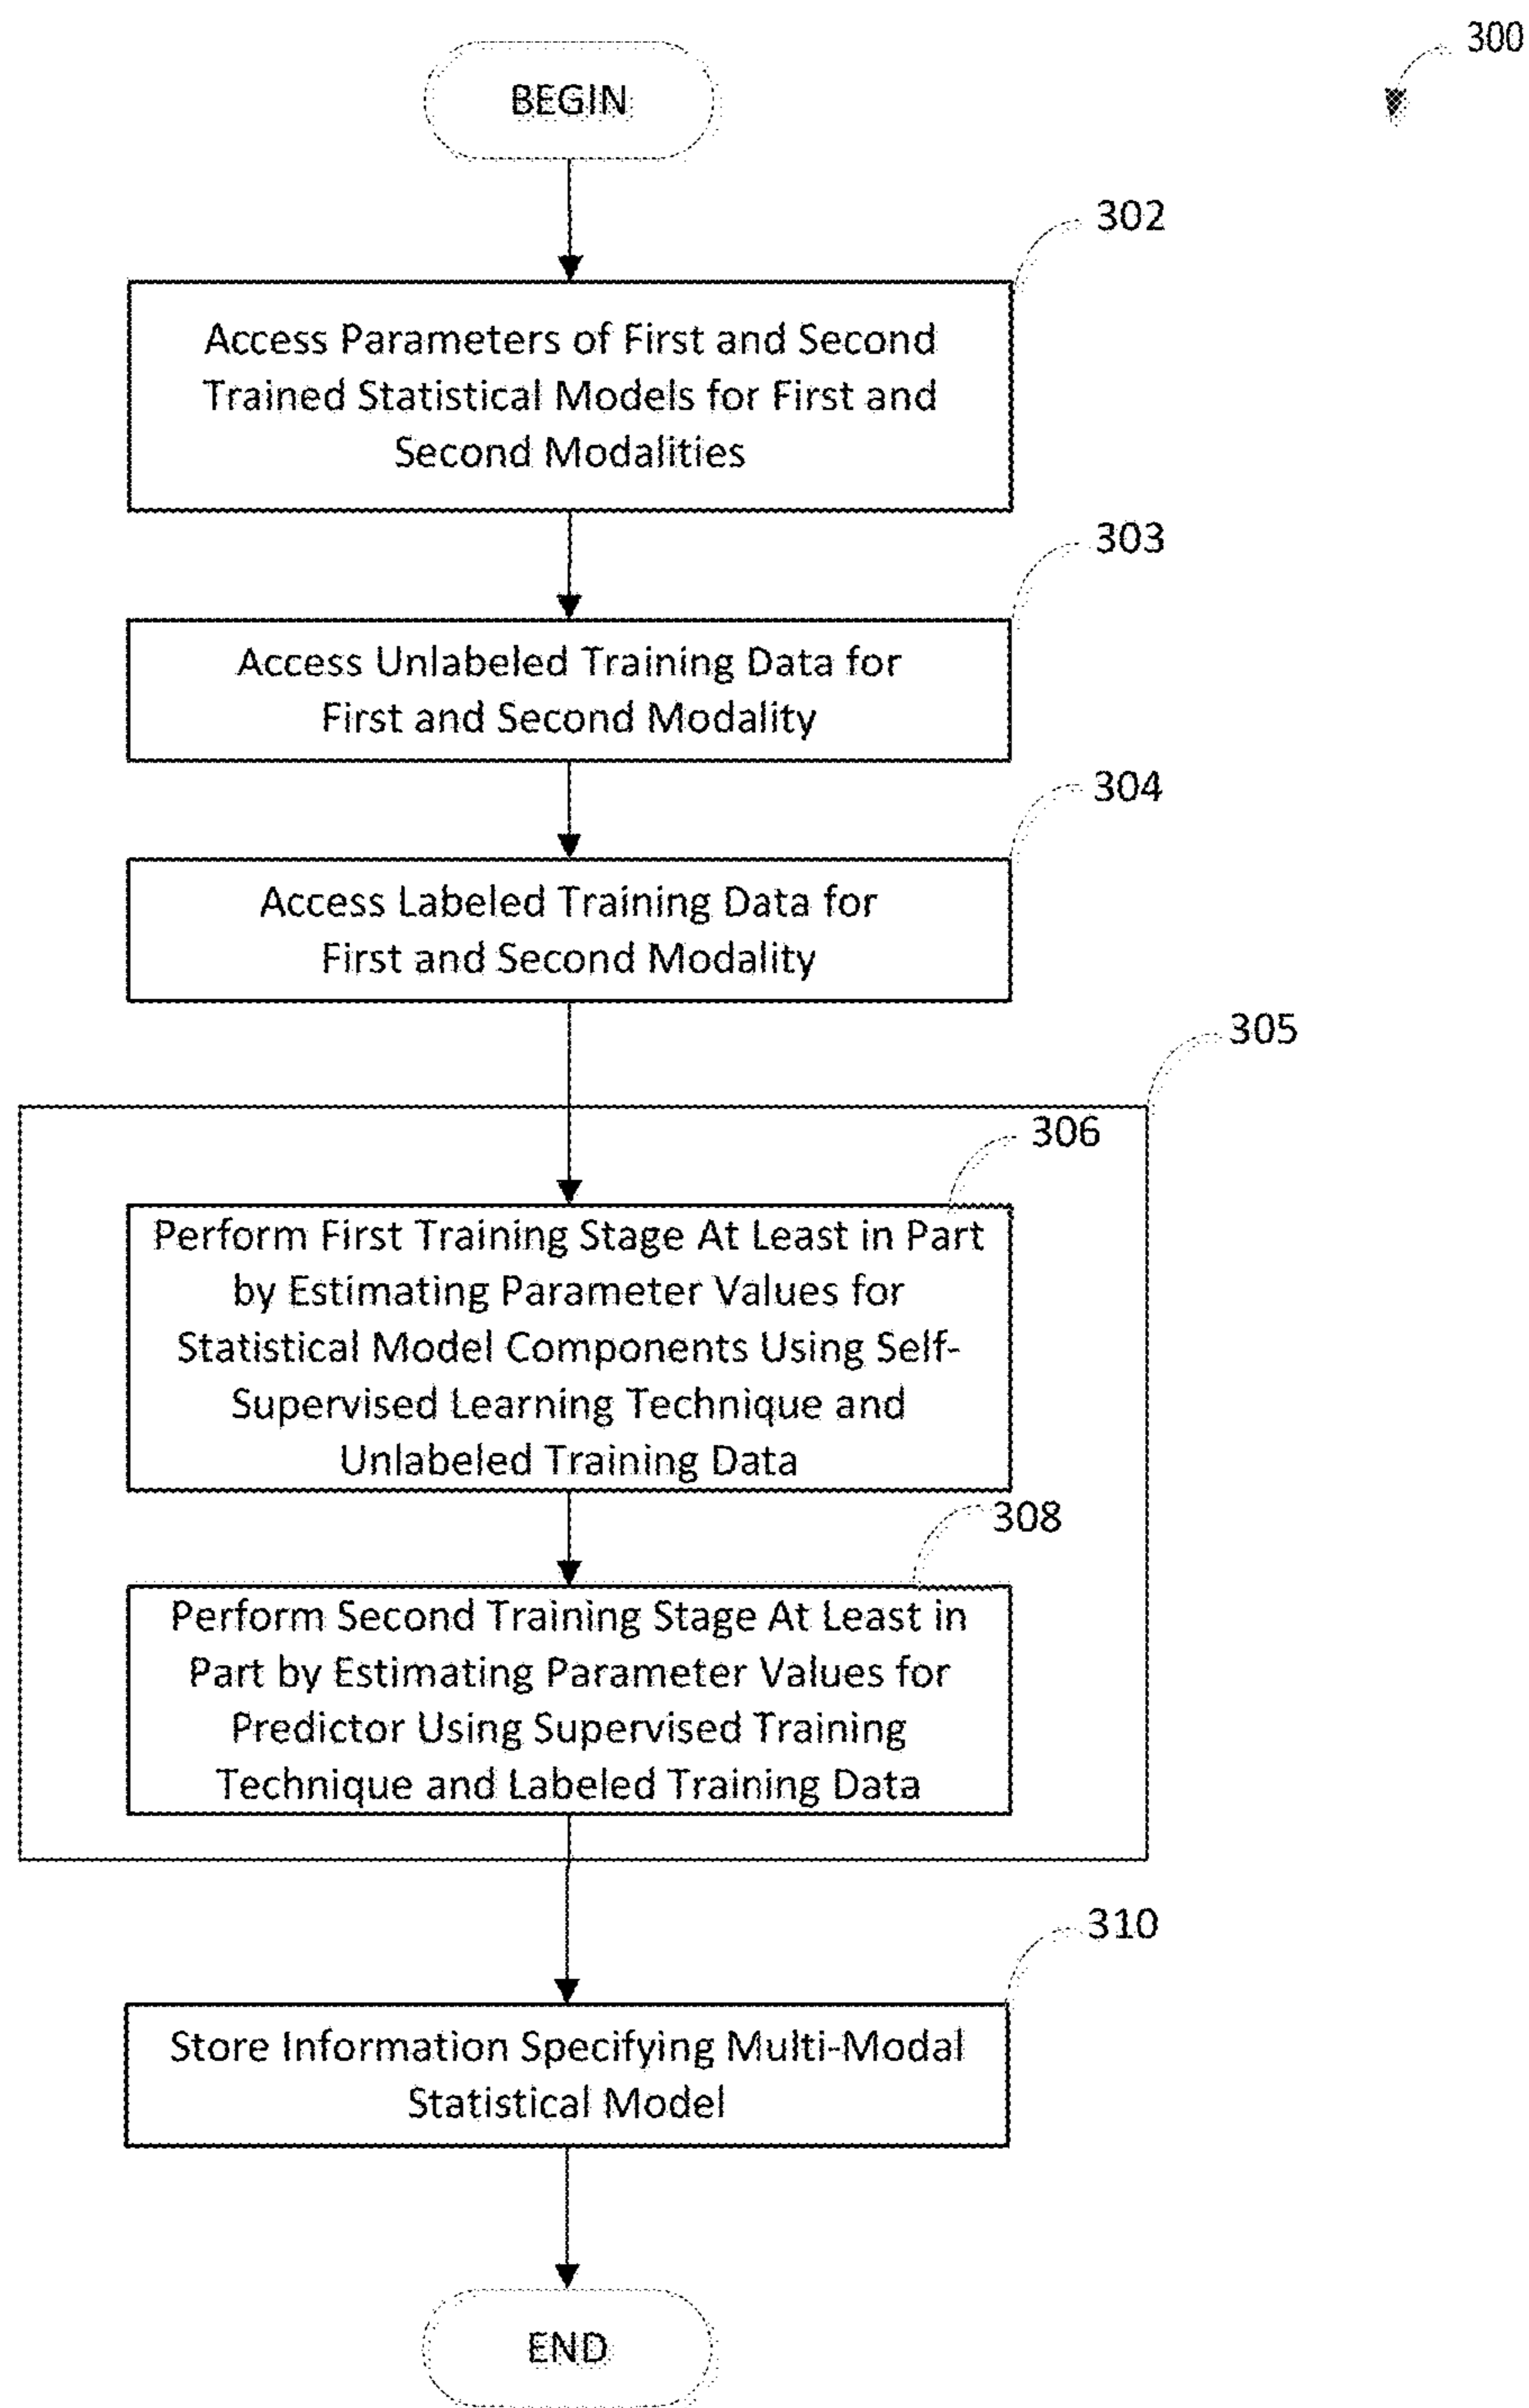 300
BEGIN
302
Access Parameters of First and Second
Trained Statistical Models for First and
Second Modalities
303
Access Unlabeled Training Data for
First and Second Modality
304
Access Labeled Training Data for
First and Second Modality
305
306
Perform First Training Stage At Least in Part
by Estimating Parameter Values for
Statistical Model Components Using Self-
Supervised Learning Technique and
Unlabeled Training Data
308
Perform Second Training Stage At Least in
Part by Estimating Parameter Values for
Predictor Using Supervised Training
Technique and Labeled Training Data
310
Store Information Specifying Multi-Modal
Statistical Model
END